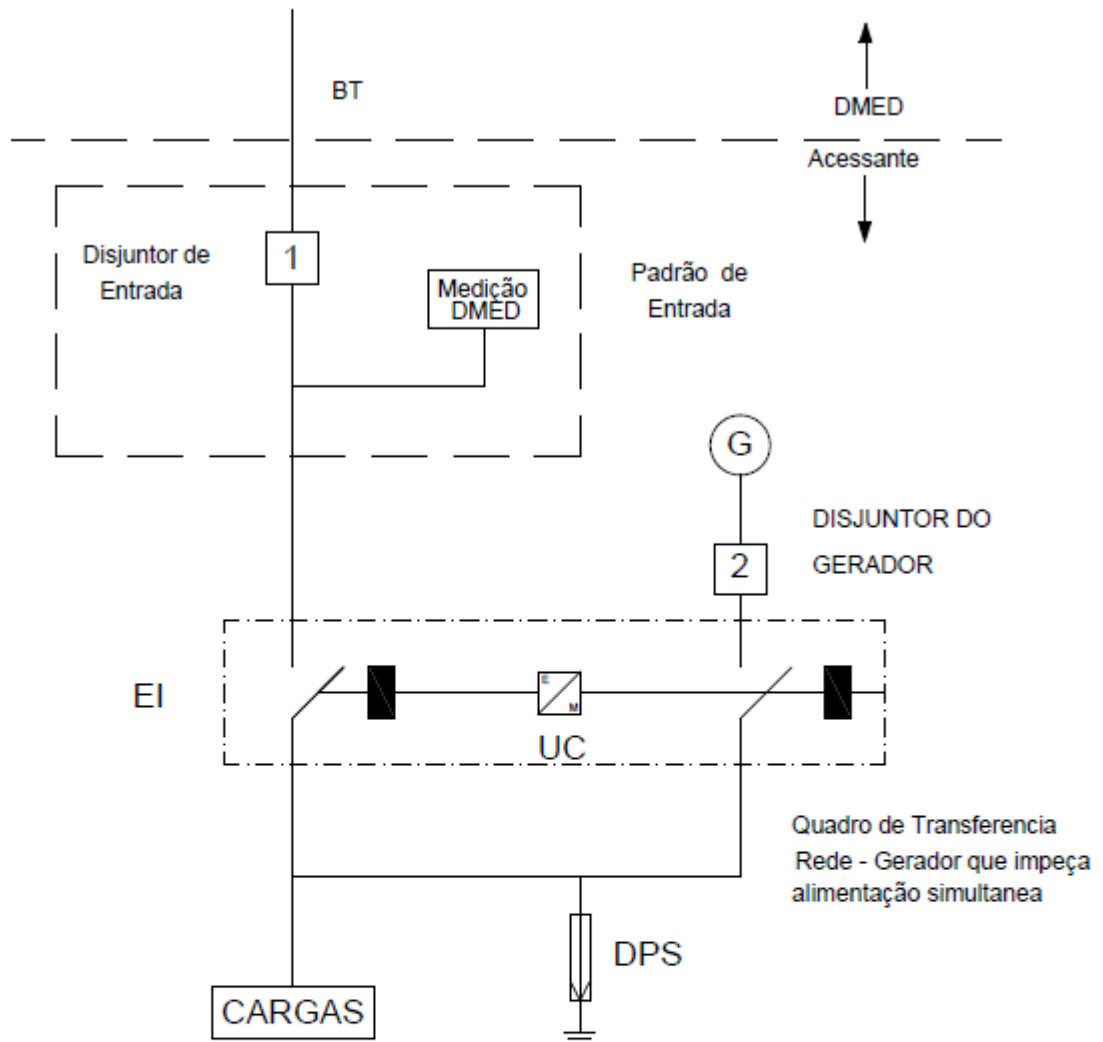 BT
DMED
Acessante
Disjuntor de
Entrada
1
Medição
DMED
Padrão de
Entrada
G
DISJUNTOR DO
GERADOR
2
EI
E
M
UC
Quadro de Transferencia
Rede - Gerador que impeça
alimentação simultanea
DPS
CARGAS